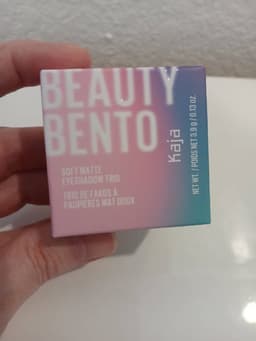 BEAUTY
BENTO
Kaja
SOFT MATTE
EYESHADOW TRIO
TRIO DE FARDS À
PAUPIÈRES MAT DOUX
NET WT. / POIDS NET 3.9 g / 0.13 oz